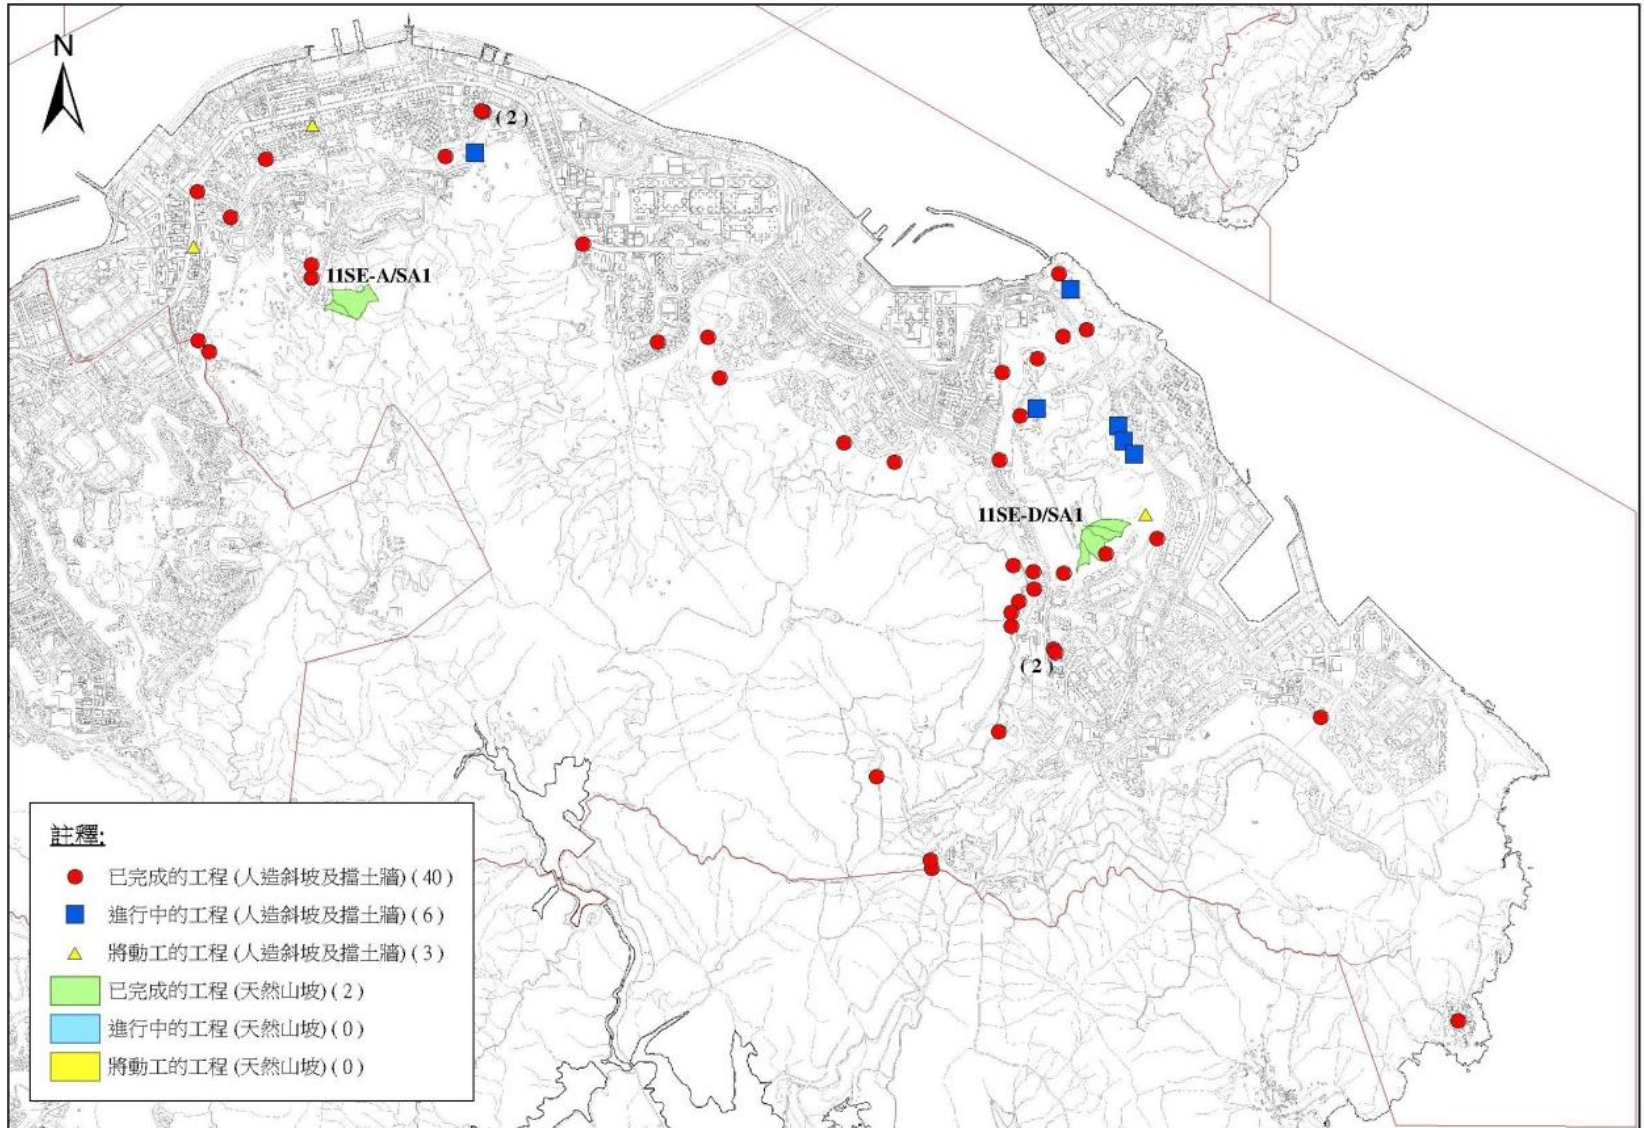 N
(2)
11SE-A/SA1
11SE-D/SA1
(2)
註釋:
已完成的工程 (人造斜坡及擋土牆) (40)
進行中的工程 (人造斜坡及擋土牆) (6)
將動工的工程 (人造斜坡及擋土牆) (3)
已完成的工程 (天然山坡) (2)
進行中的工程 (天然山坡) (0)
將動工的工程 (天然山坡) (0)